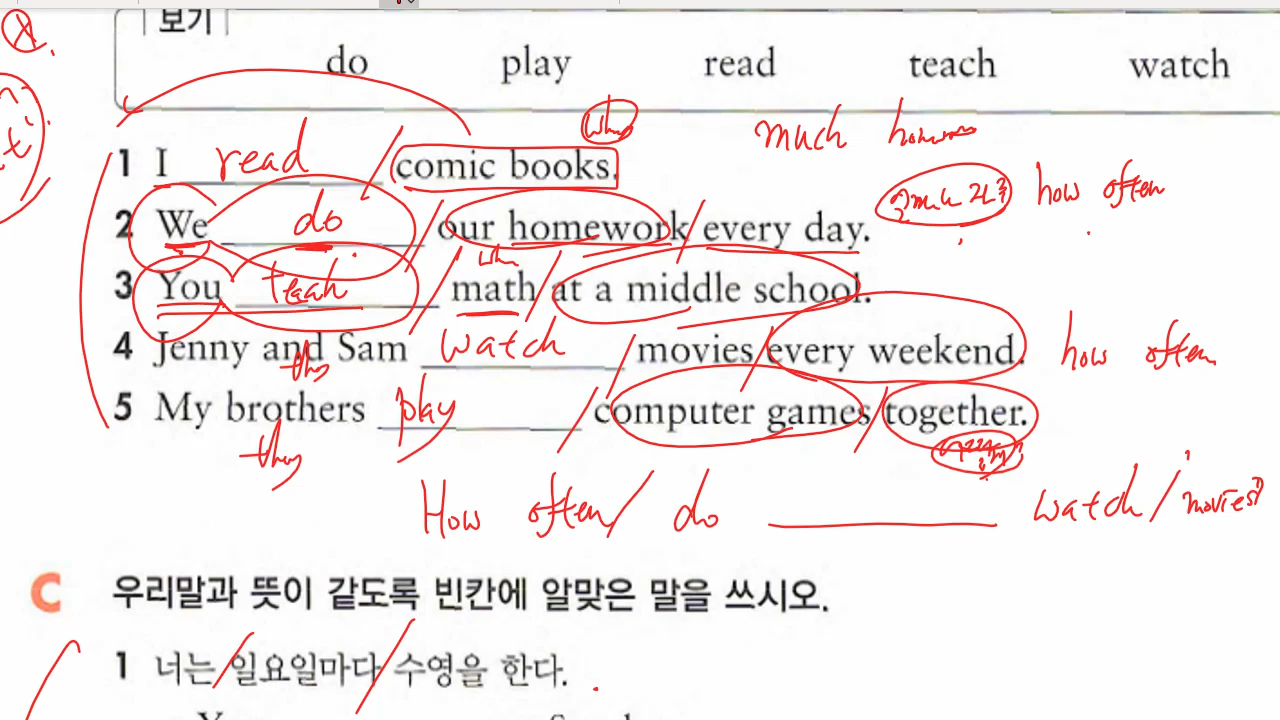 보기
do play read teach watch
what
much
1 I read / comic books.
how often
2 We do / our homework / every day.
3 You teach / math / at a middle school.
4 Jenny and Sam watch / movies / every weekend. how often
they
5 My brothers play / computer games / together.
they
How often / do ____ watch / movies?
C 우리말과 뜻이 같도록 빈칸에 알맞은 말을 쓰시오.
1 너는 / 일요일마다 / 수영을 한다.